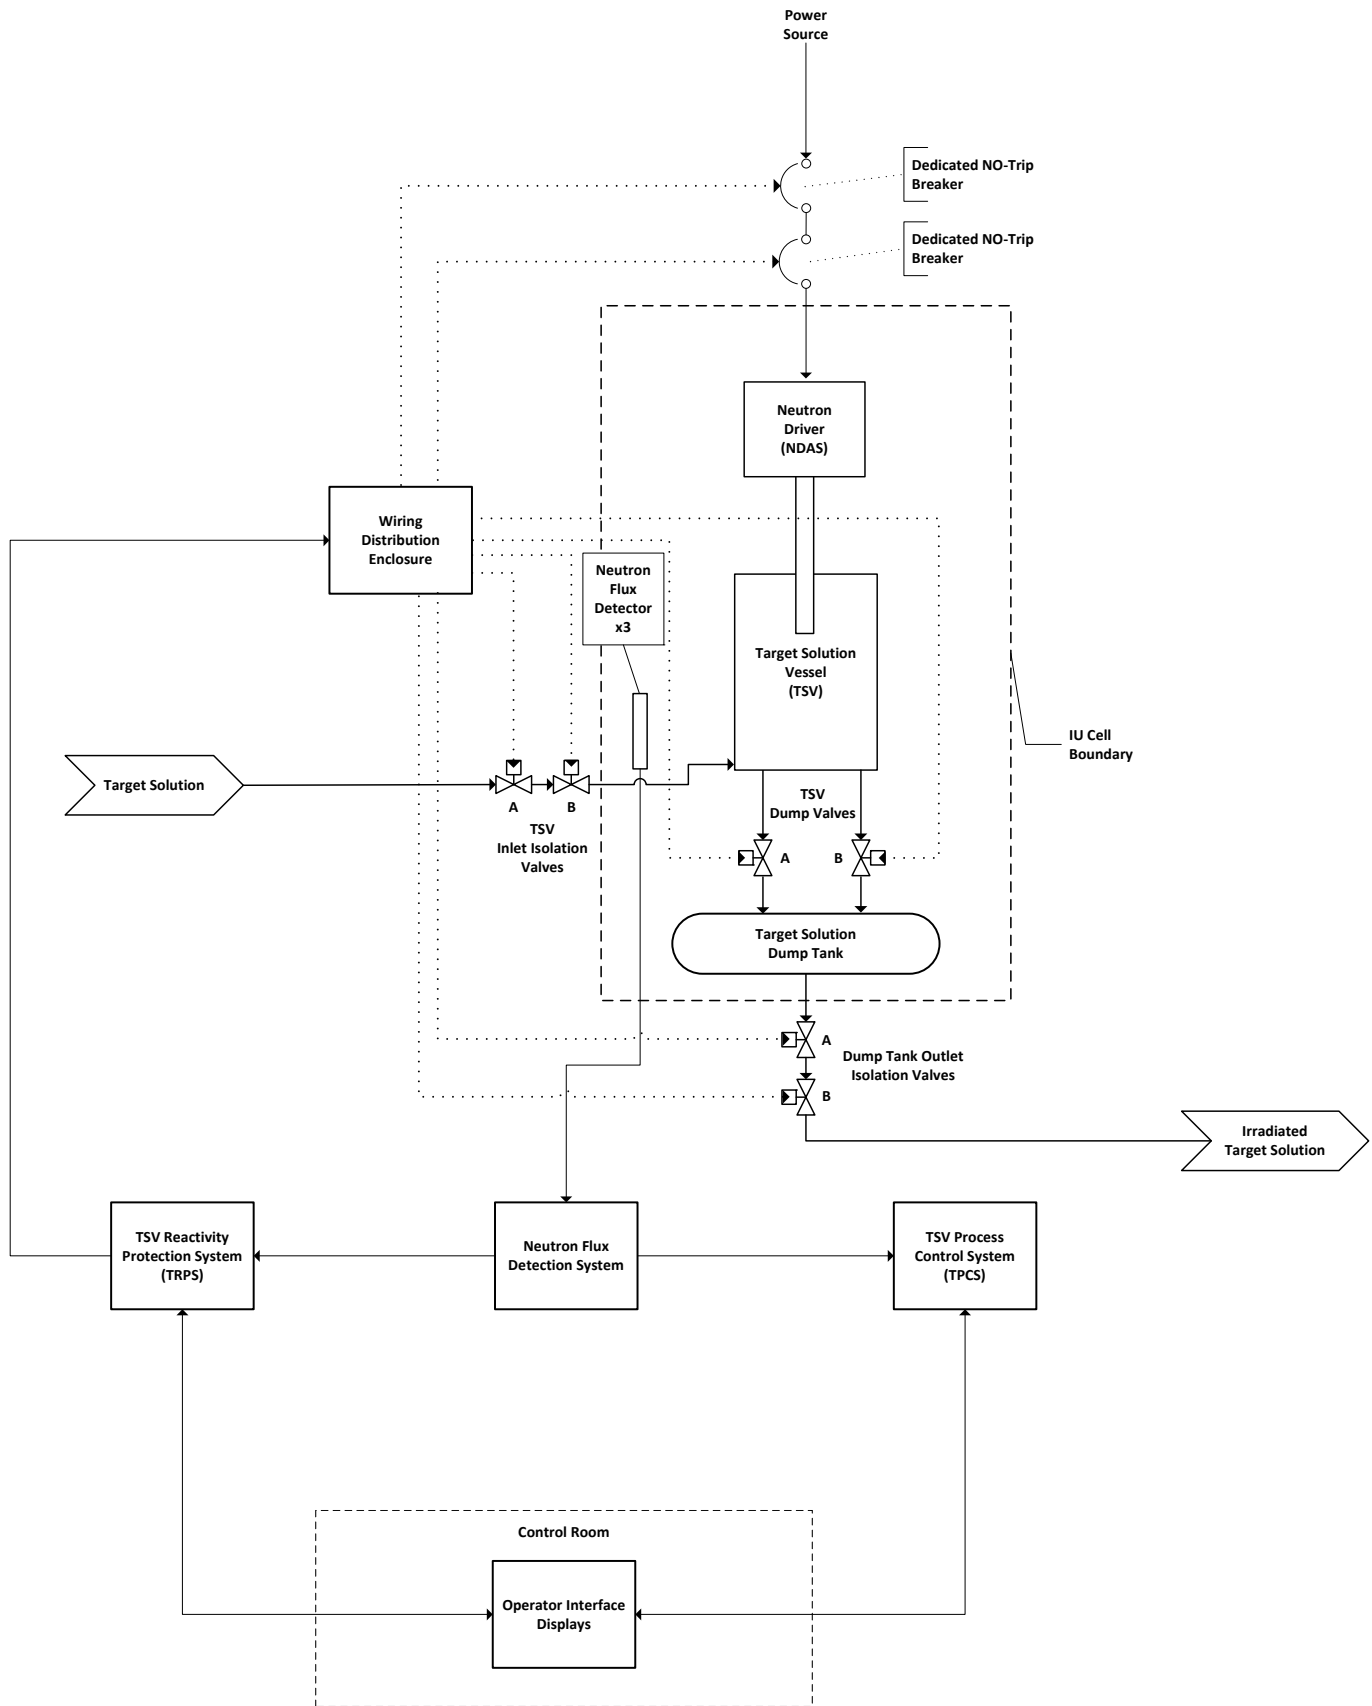 Power
Source
Dedicated NO-Trip
Breaker
Dedicated NO-Trip
Breaker
Neutron
Driver
(NDAS)
Wiring
Distribution
Enclosure
Neutron
Flux
Detector
x3
Target Solution
Vessel
(TSV)
IU Cell
Boundary
Target Solution
A
B
TSV
Inlet Isolation
Valves
TSV
Dump Valves
A
B
Target Solution
Dump Tank
A
Dump Tank Outlet
Isolation Valves
B
Irradiated
Target Solution
TSV Reactivity
Protection System
(TRPS)
Neutron Flux
Detection System
TSV Process
Control System
(TPCS)
Control Room
Operator Interface
Displays